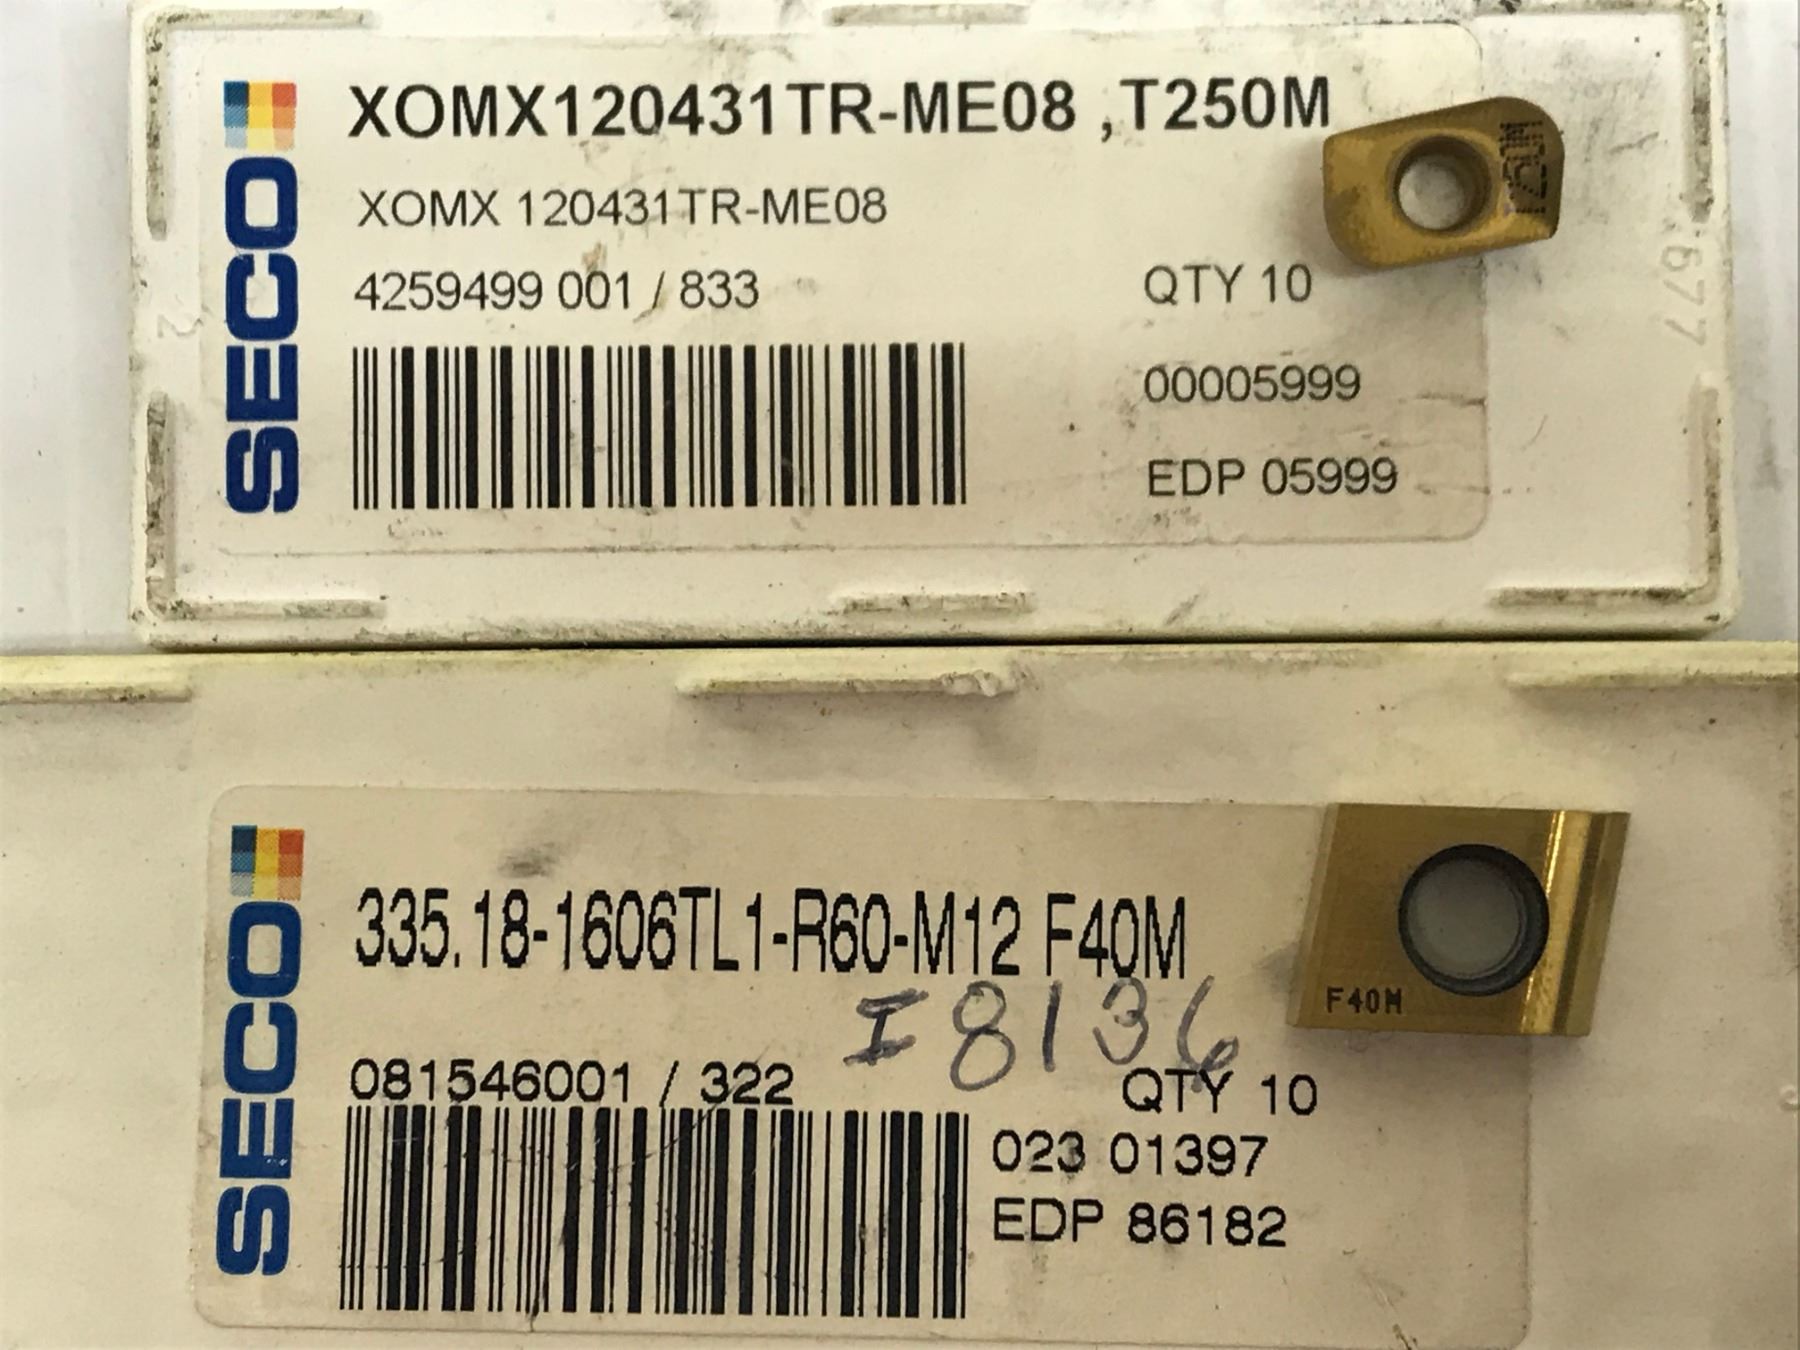 SECO
XOMX120431TR-ME08 ,T250M
XOMX 120431TR-ME08
4259499 001 / 833
QTY 10
00005999
EDP 05999
SECO
335.18-1606TL1-R60-M12 F40M
I8136
081546001 / 322
QTY 10
023 01397
EDP 86182
F40M